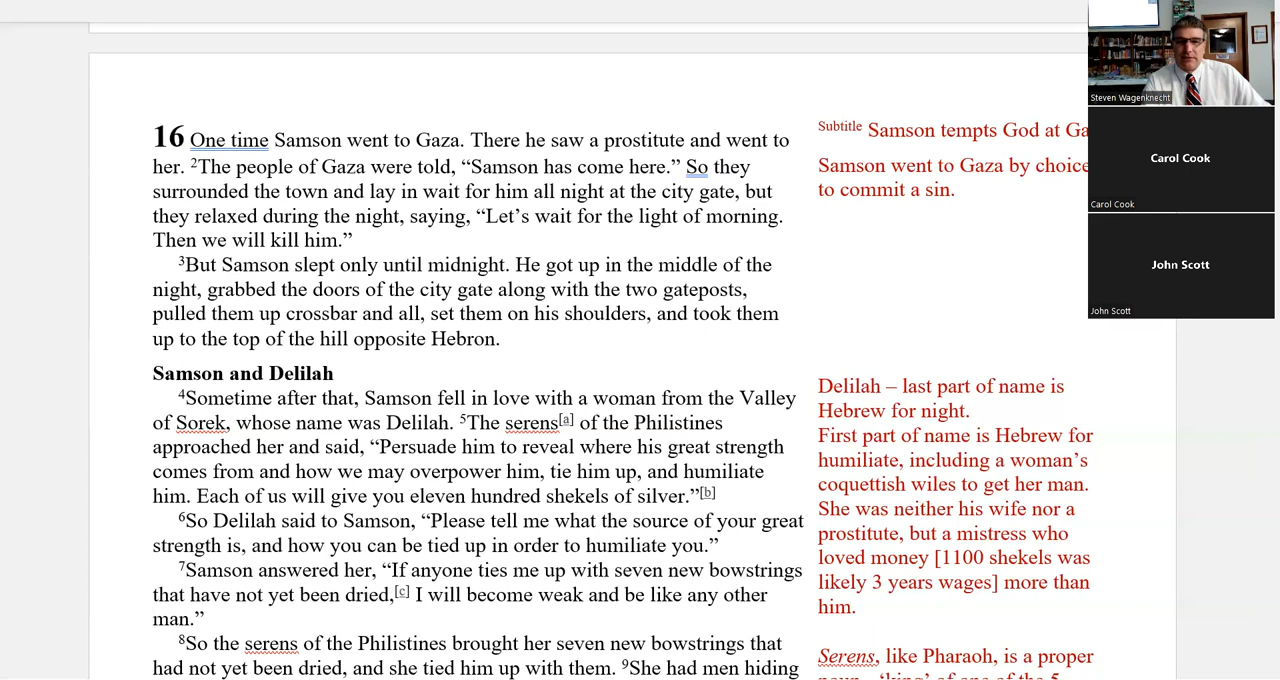 16 One time Samson went to Gaza. There he saw a prostitute and went to
her. 2The people of Gaza were told, “Samson has come here.” So they
surrounded the town and lay in wait for him all night at the city gate, but
they relaxed during the night, saying, “Let’s wait for the light of morning.
Then we will kill him.”
3But Samson slept only until midnight. He got up in the middle of the
night, grabbed the doors of the city gate along with the two gateposts,
pulled them up crossbar and all, set them on his shoulders, and took them
up to the top of the hill opposite Hebron.
Samson and Delilah
4Sometime after that, Samson fell in love with a woman from the Valley
of Sorek, whose name was Delilah. 5The serens[a] of the Philistines
approached her and said, “Persuade him to reveal where his great strength
comes from and how we may overpower him, tie him up, and humiliate
him. Each of us will give you eleven hundred shekels of silver.”[b]
6So Delilah said to Samson, “Please tell me what the source of your great
strength is, and how you can be tied up in order to humiliate you.”
7Samson answered her, “If anyone ties me up with seven new bowstrings
that have not yet been dried,[c] I will become weak and be like any other
man.”
8So the serens of the Philistines brought her seven new bowstrings that
had not yet been dried, and she tied him up with them. 9She had men hiding
Subtitle Samson tempts God at Ga
Samson went to Gaza by choice
to commit a sin.
Delilah – last part of name is
Hebrew for night.
First part of name is Hebrew for
humiliate, including a woman’s
coquettish wiles to get her man.
She was neither his wife nor a
prostitute, but a mistress who
loved money [1100 shekels was
likely 3 years wages] more than
him.
Serens, like Pharaoh, is a proper
Steven Wagenknecht
Carol Cook
Carol Cook
John Scott
John Scott